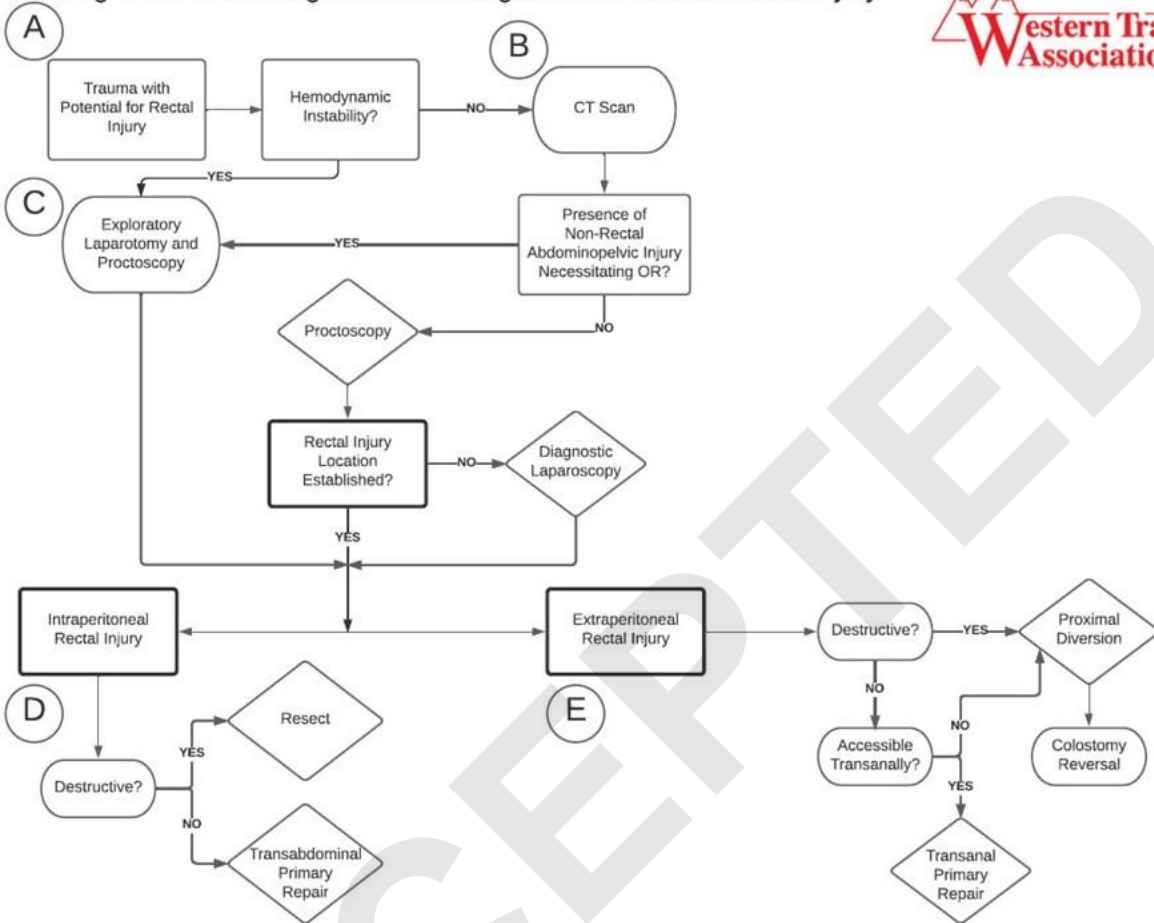 A
B
Western Tra
Association
Trauma with
Potential for Rectal
Injury
Hemodynamic
Instability?
NO
CT Scan
YES
C
Exploratory
Laparotomy and
Proctoscopy
YES
Presence of
Non-Rectal
Abdominopelvic Injury
Necessitating OR?
NO
Proctoscopy
Rectal Injury
Location
Established?
NO
Diagnostic
Laparoscopy
YES
Intraperitoneal
Rectal Injury
Extraperitoneal
Rectal Injury
Destructive?
YES
Proximal
Diversion
D
E
Resect
NO
NO
YES
Destructive?
Accessible
Transanally?
Colostomy
Reversal
NO
YES
Transabdominal
Primary
Repair
Transanal
Primary
Repair
CEPTED